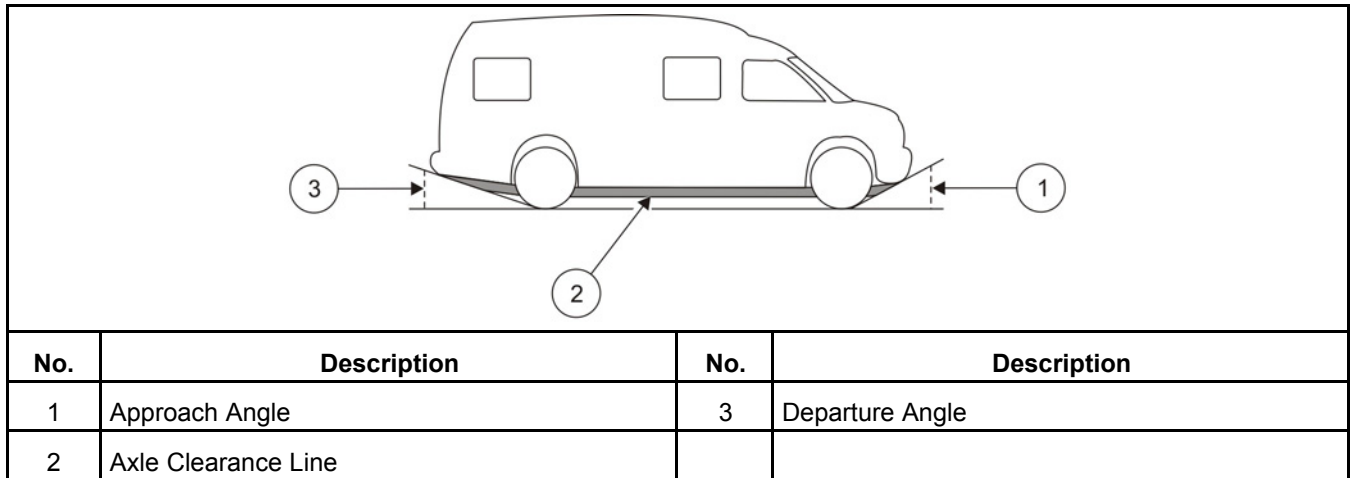 3
1
2
No. Description No. Description
1 Approach Angle 3 Departure Angle
2 Axle Clearance Line